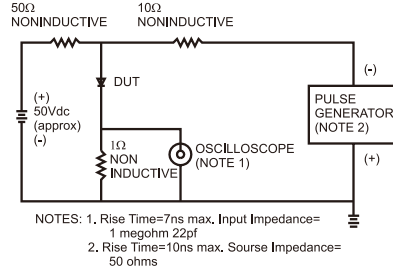 50Ω
NONINDUCTIVE
10Ω
NONINDUCTIVE
DUT
(+)
50Vdc
(approx)
(-)
1Ω
NON
INDUCTIVE
OSCILLOSCOPE
(NOTE 1)
(-)
PULSE
GENERATOR
(NOTE 2)
(+)
NOTES: 1. Rise Time=7ns max. Input Impedance=
1 megohm 22pf
2. Rise Time=10ns max. Sourse Impedance=
50 ohms